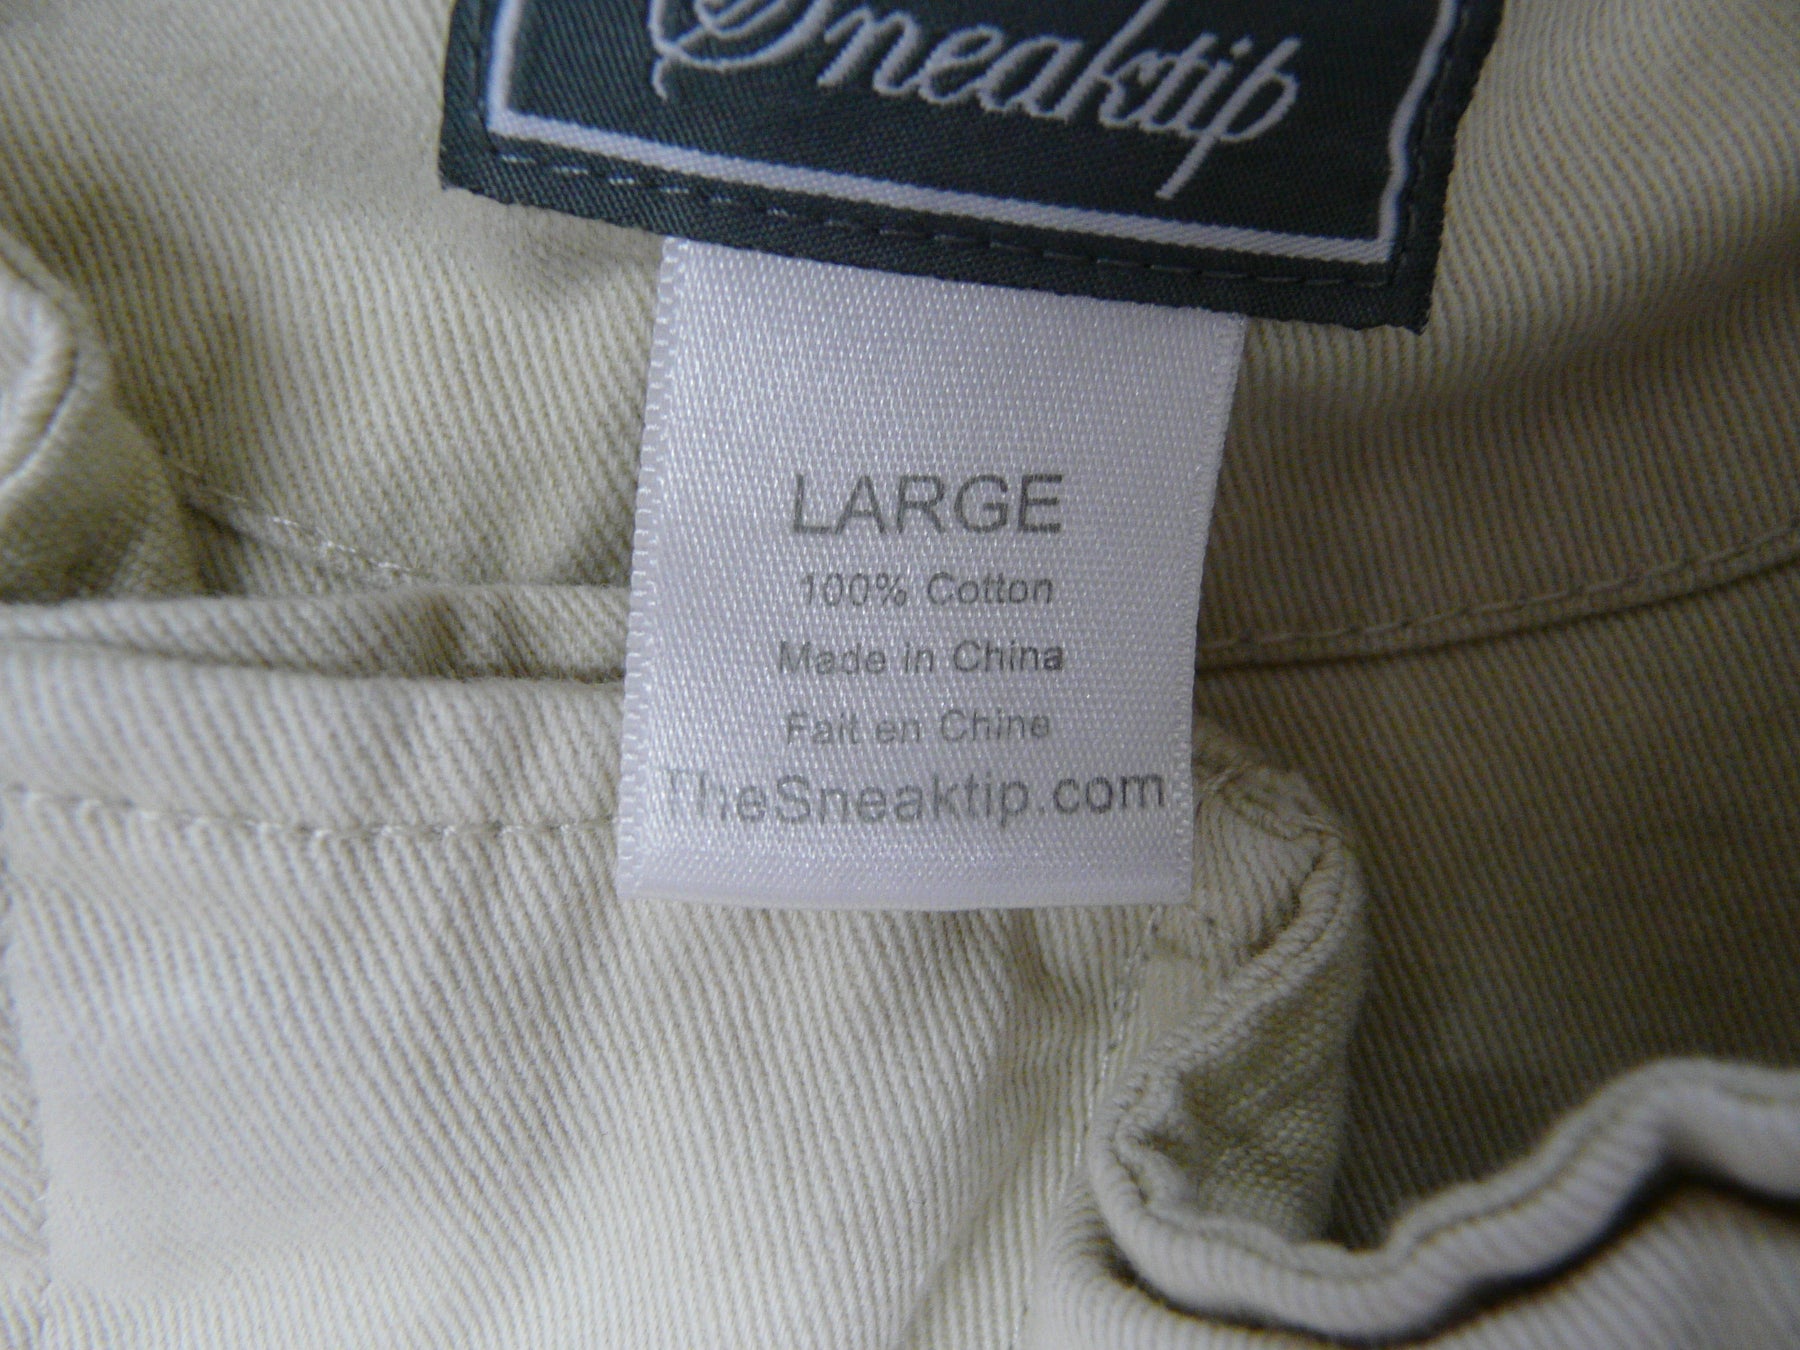 Sneaktip
LARGE
100% Cotton
Made in China
Fait en Chine
TheSneaktip.com